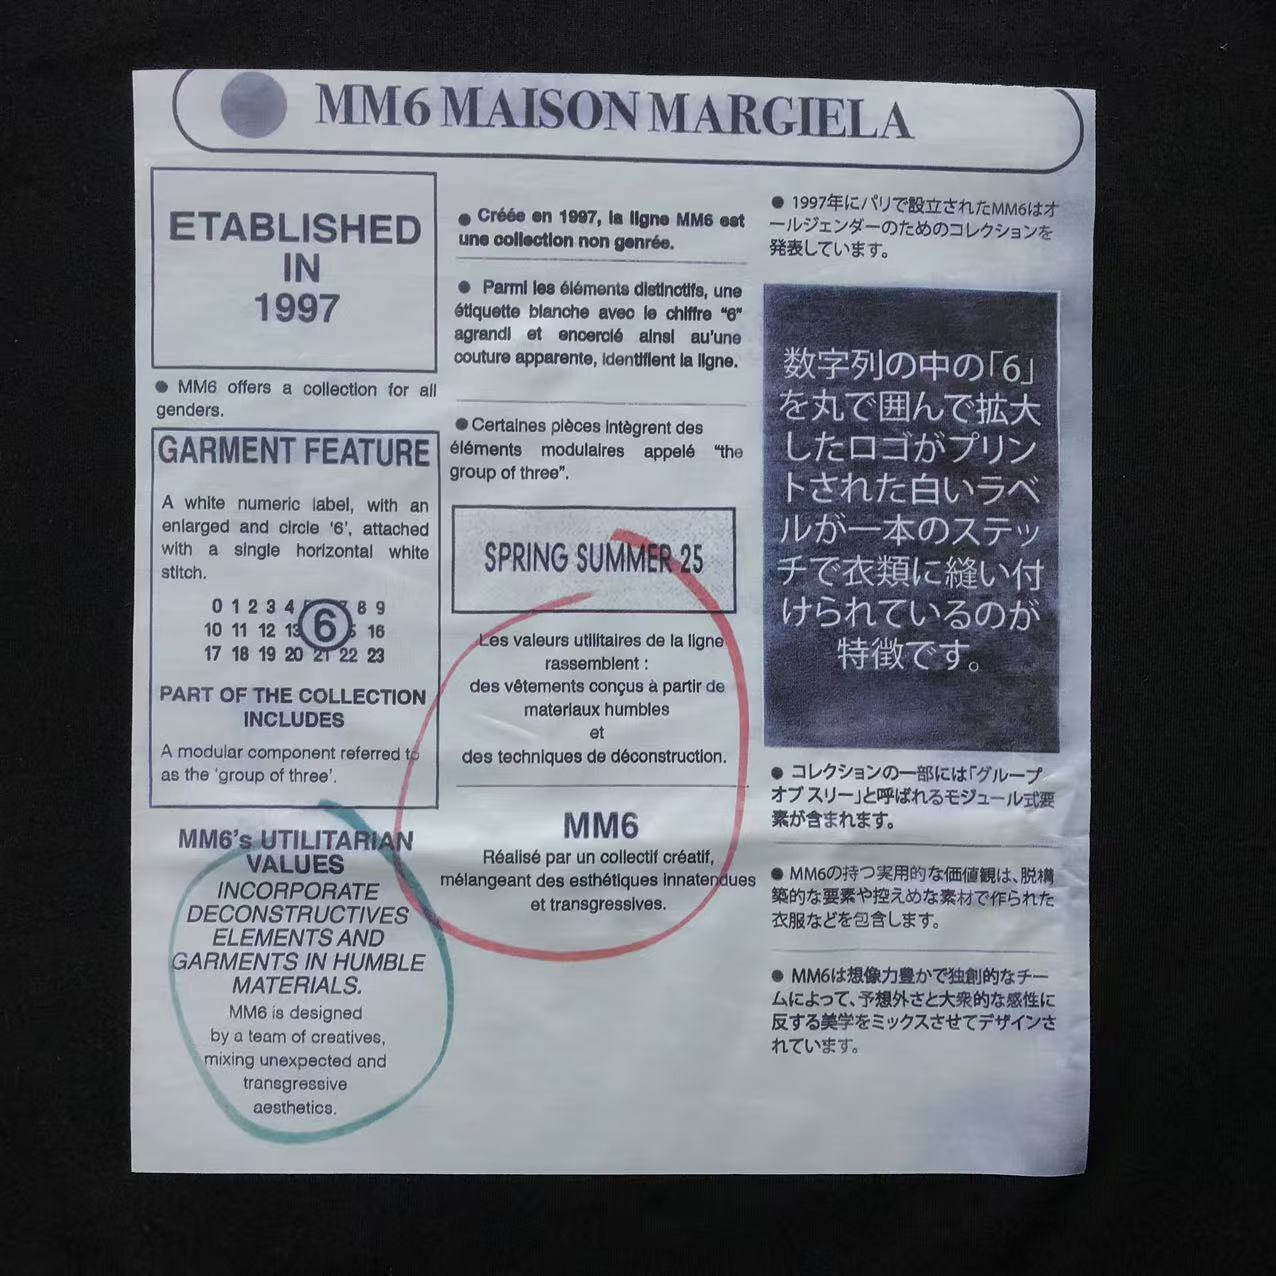 MM6 MAISON MARGIELA
ETABLISHED
IN
1997
● MM6 offers a collection for all
genders.
GARMENT FEATURE
A white numeric label, with an
enlarged and circle ‘6’, attached
with a single horizontal white
stitch.
0 1 2 3 4 6 8 9
10 11 12 13 16
17 18 19 20 21 22 23
PART OF THE COLLECTION
INCLUDES
A modular component referred to
as the ‘group of three’.
MM6’s UTILITARIAN
VALUES
INCORPORATE
DECONSTRUCTIVES
ELEMENTS AND
GARMENTS IN HUMBLE
MATERIALS.
MM6 is designed
by a team of creatives,
mixing unexpected and
transgressive
aesthetics.
● Créée en 1997, la ligne MM6 est
une collection non genrée.
● Parmi les éléments distinctifs, une
étiquette blanche avec le chiffre “6”
agrandi et encerclé ainsi au’une
couture apparente, identifient la ligne.
● Certaines pièces intègrent des
éléments modulaires appelé “the
group of three”.
SPRING SUMMER 25
Les valeurs utilitaires de la ligne
rassemblent :
des vêtements conçus à partir de
materiaux humbles
et
des techniques de déconstruction.
MM6
Réalisé par un collectif créatif,
mélangeant des esthétiques innatendues
et transgressives.
● 1997年にパリで設立されたMM6はオ
ールジェンダーのためのコレクションを
発表しています。
数字列の中の「6」
を丸で囲んで拡大
したロゴがプリン
トされた白いラベ
ルが一本のステッ
チで衣類に縫い付
けられているのが
特徴です。
● コレクションの一部には「グループ
オブ スリー」と呼ばれるモジュール式要
素が含まれます。
● MM6の持つ実用的な価値観は、脱構
築的な要素や控えめな素材で作られた
衣服などを包含します。
● MM6は想像力豊かで独創的なチー
ムによって、予想外さと大衆的な感性に
反する美学をミックスさせてデザインさ
れています。